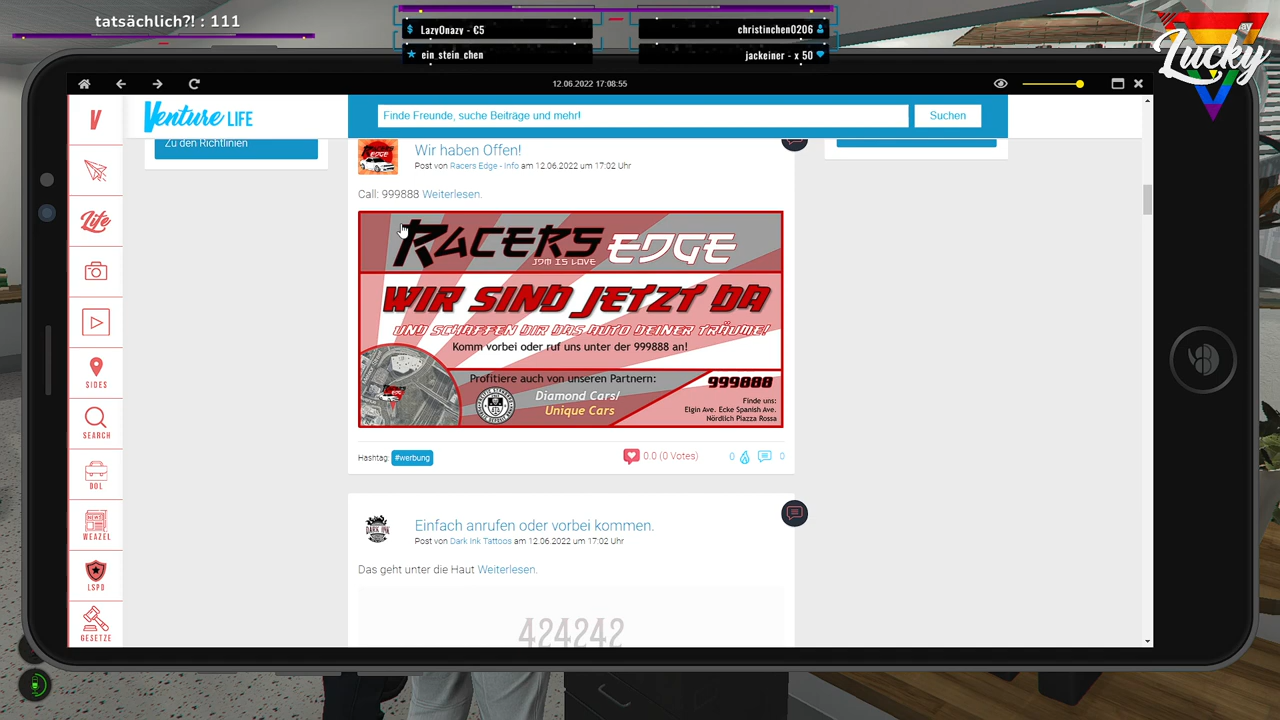 tatsächlich?! : 111
LazyOnazy - €5
christinchen0206
ein_stein_chen
jackeiner - x 50
Lucky
12.06.2022 17:08:55
V
Venture LIFE
Finde Freunde, suche Beiträge und mehr!
Suchen
Zu den Richtlinien
Life
SIDES
SEARCH
DOL
NEWS
WEAZEL
LSPD
GESETZE
Wir haben Offen!
Post von Racers Edge - Info am 12.06.2022 um 17:02 Uhr
Call: 999888 Weiterlesen.
RACERS EDGE
JDM IS LOVE
WIR SIND JETZT DA
UND SCHAFFEN DIR DAS AUTO DEINER TRÄUME!
Komm vorbei oder ruf uns unter der 999888 an!
Profitiere auch von unseren Partnern:
Diamond Cars/
Unique Cars
999888
Finde uns:
Elgin Ave. Ecke Spanish Ave.
Nördlich Piazza Rossa
Hashtag: #werbung
0.0 (0 Votes)
0
0
Einfach anrufen oder vorbei kommen.
Post von Dark Ink Tattoos am 12.06.2022 um 17:02 Uhr
DARK INK
Das geht unter die Haut Weiterlesen.
424242